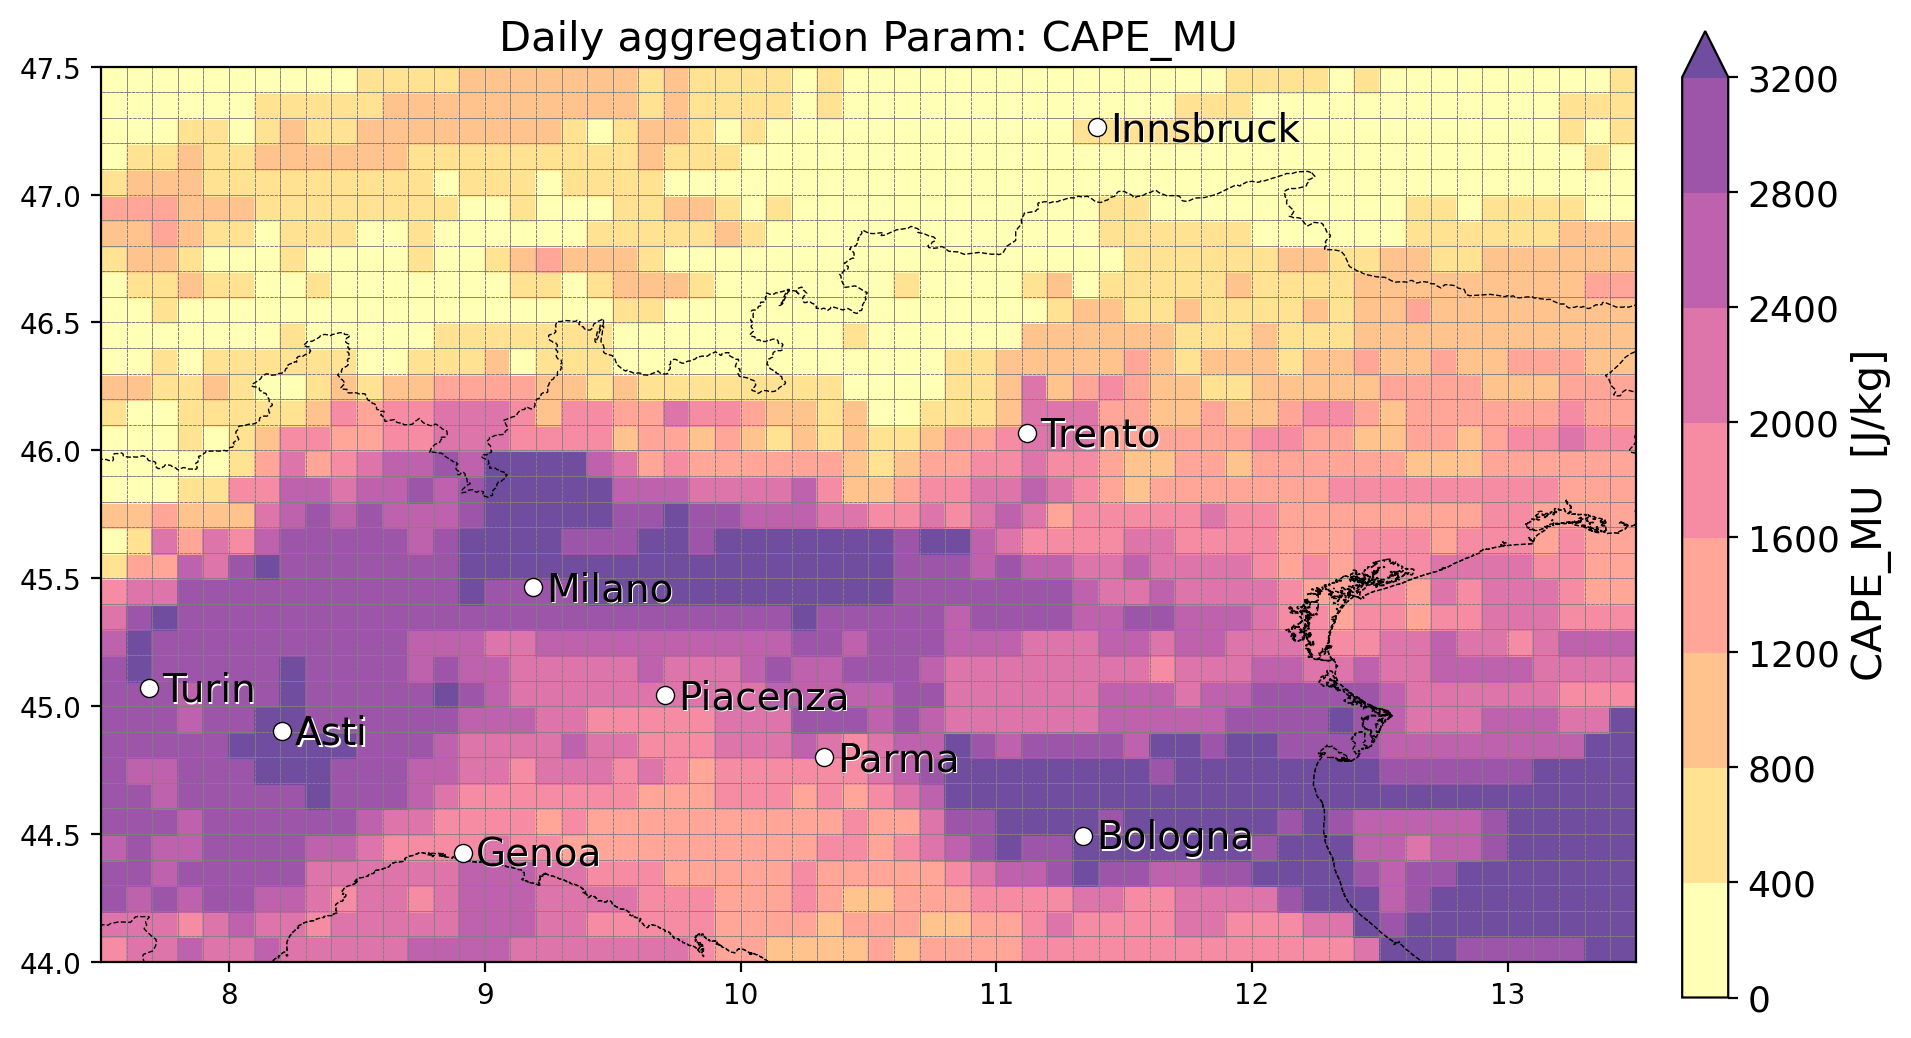 Daily aggregation Param: CAPE_MU
47.5
47.0
46.5
46.0
45.5
45.0
44.5
44.0
8
9
10
11
12
13
Innsbruck
Trento
Milano
Turin
Piacenza
Asti
Parma
Bologna
Genoa
3200
2800
2400
2000
1600
1200
800
400
0
CAPE_MU [J/kg]